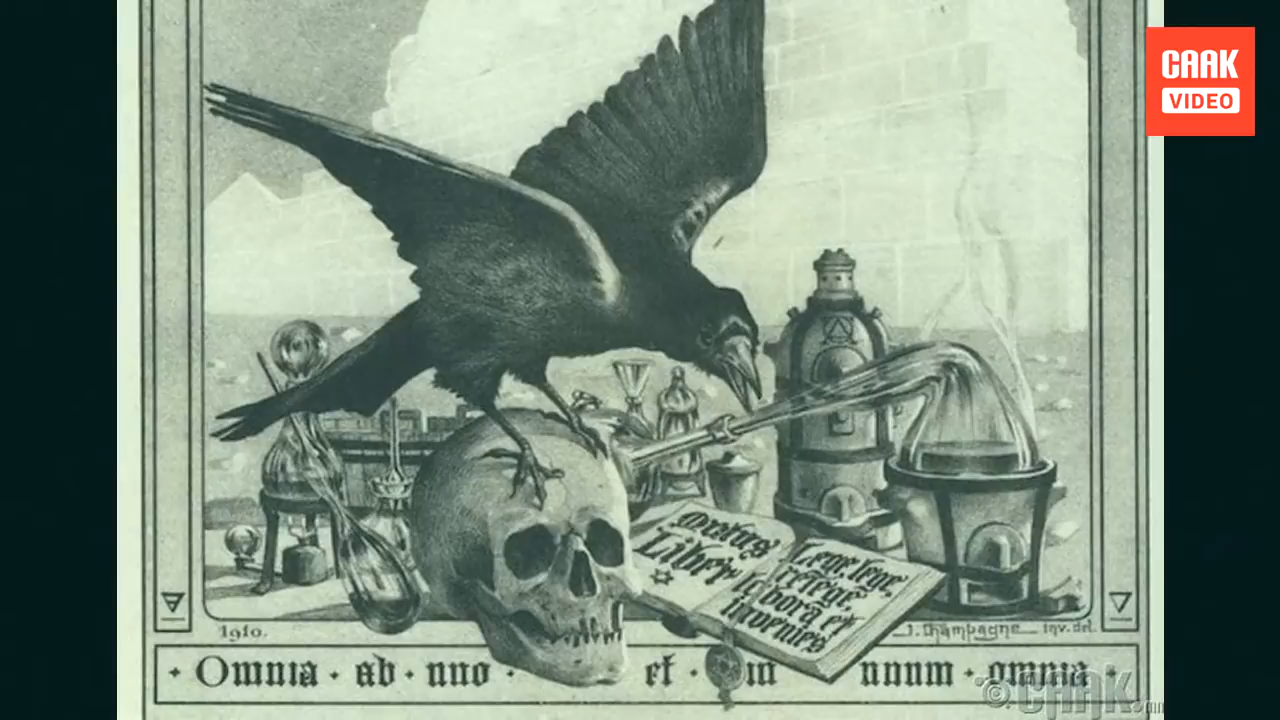 CAAK
VIDEO
Mutus
Liber
Lege, lege,
relege,
labora et
invenies
1910.
J. Champagne inv. del.
Omnia · ab · uno · et · in unum · omnia
© CAAK